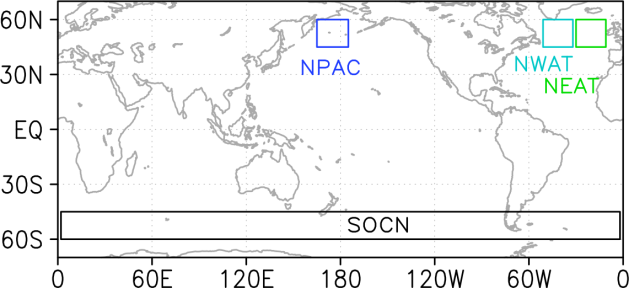 60N
NPAC
NWAT
30N
NEAT
EQ
30S
SOCN
60S
0 60E 120E 180 120W 60W 0